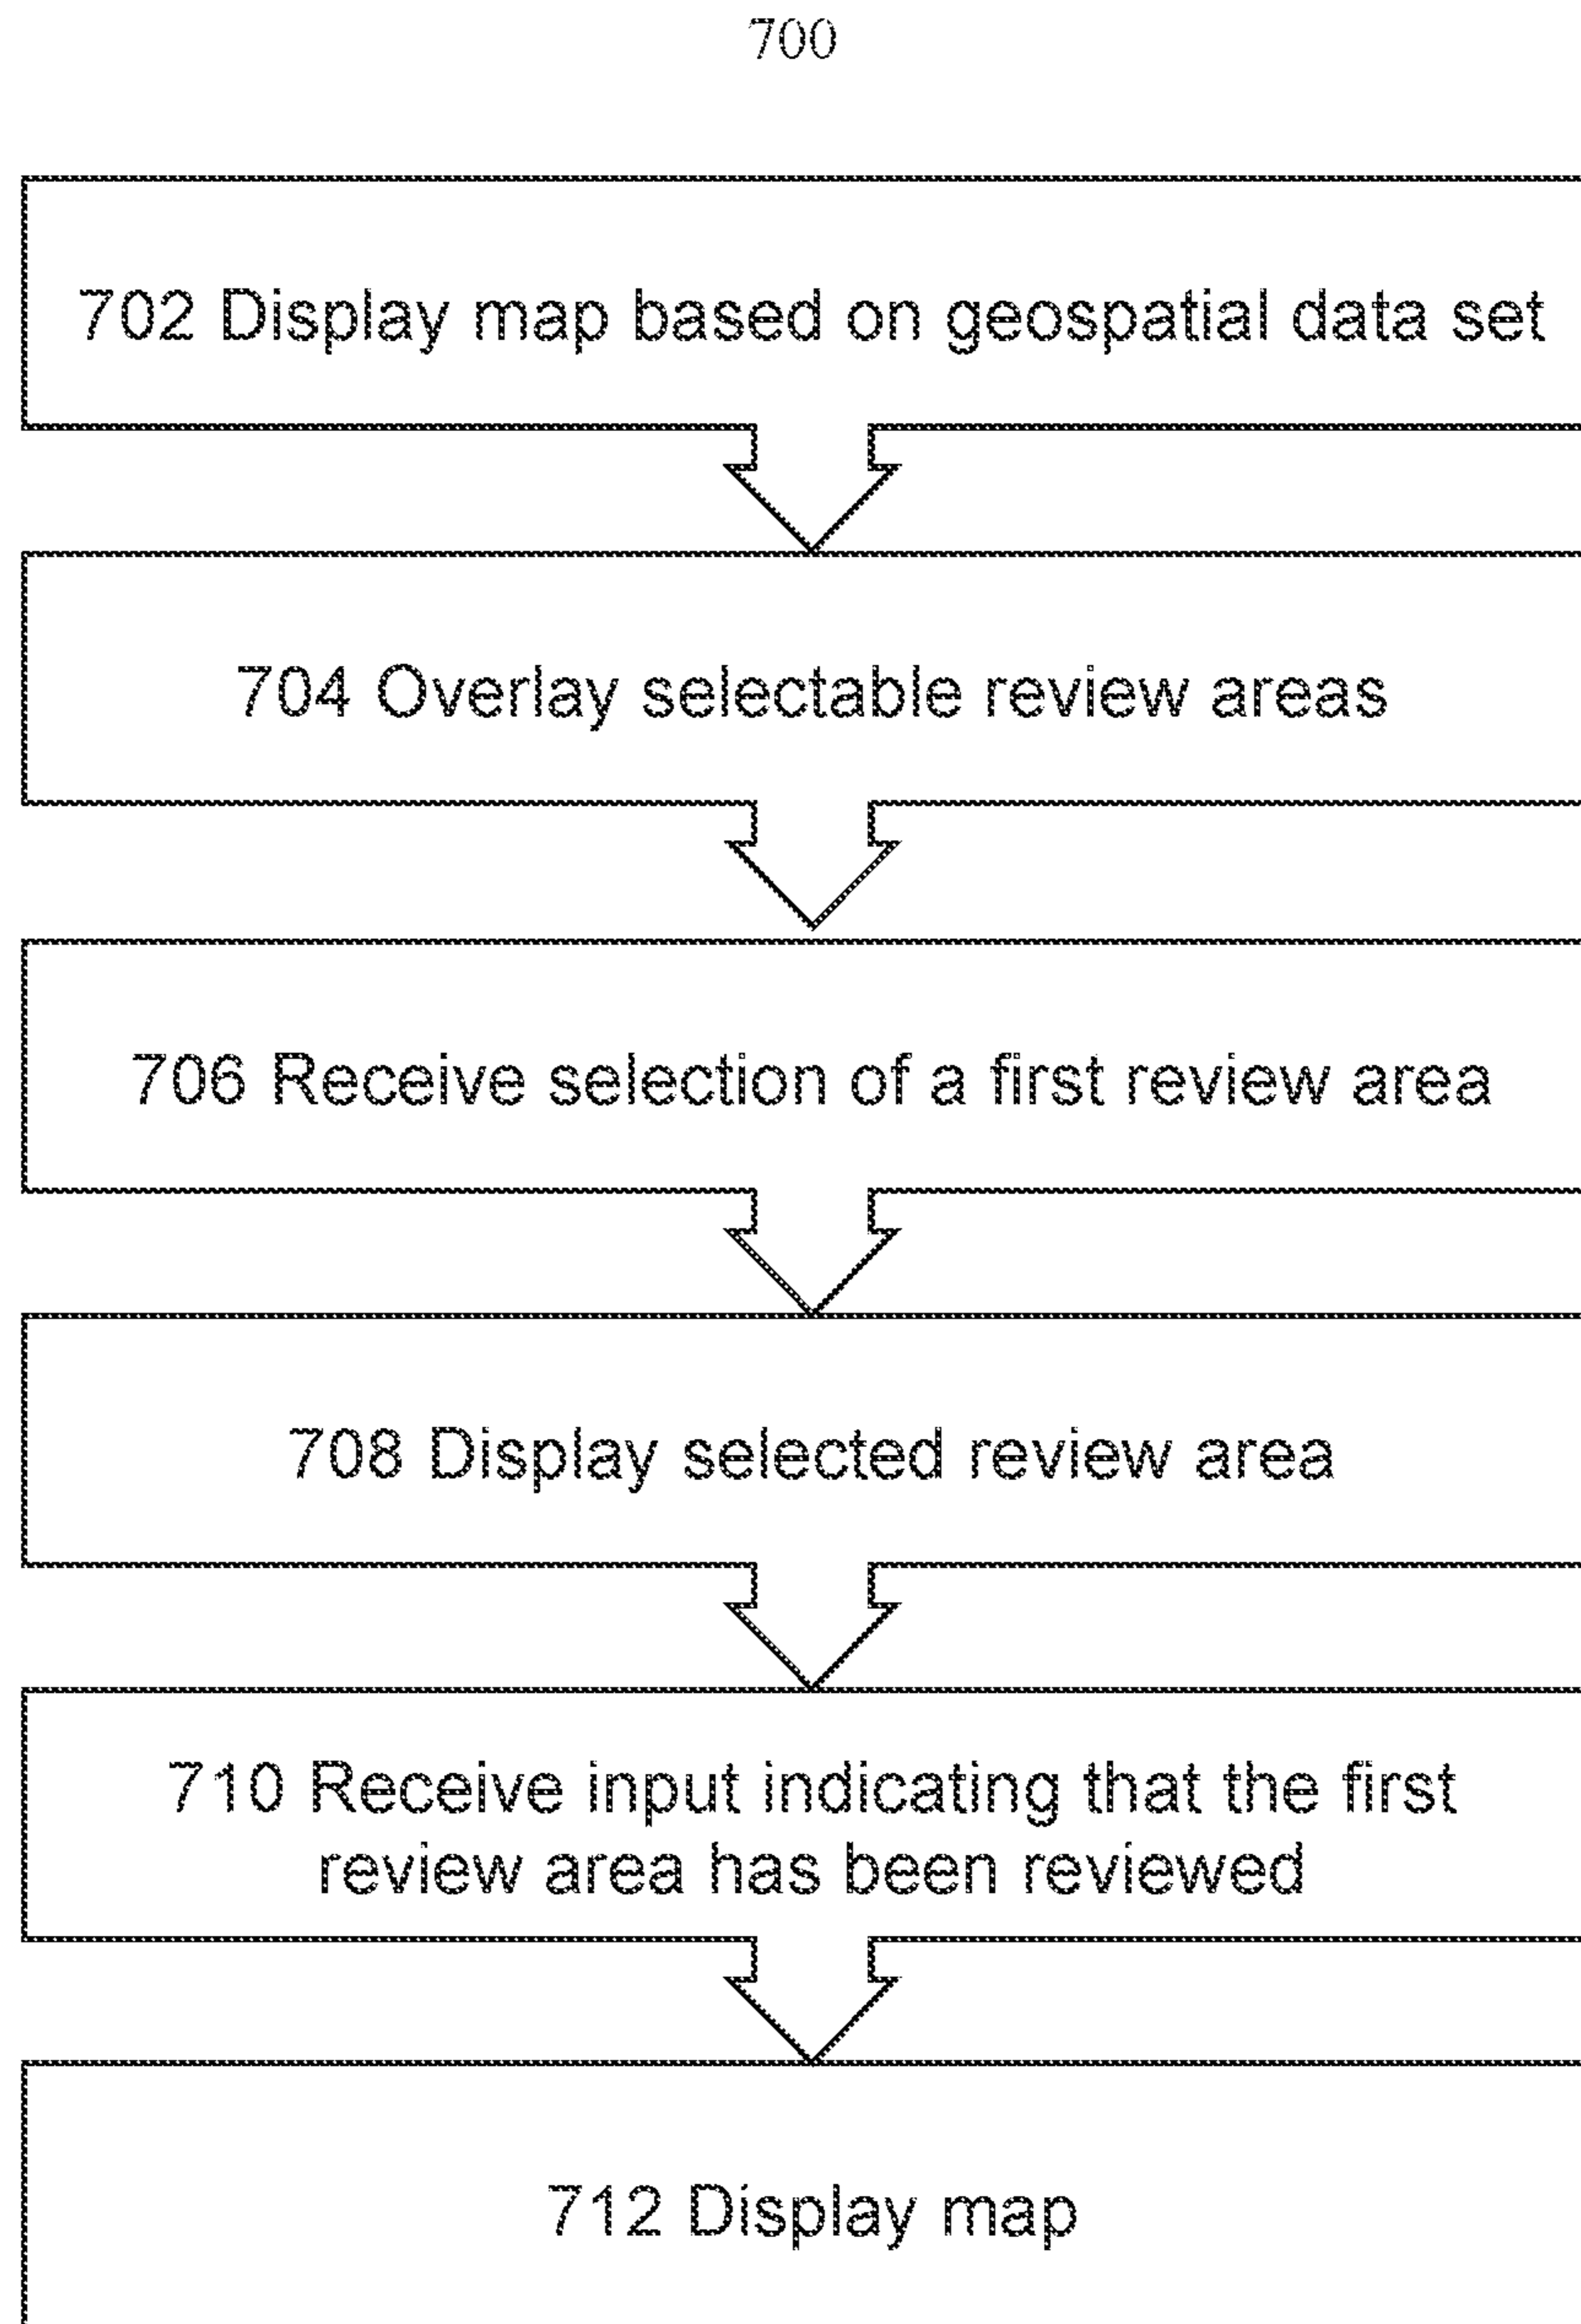 700
702 Display map based on geospatial data set
704 Overlay selectable review areas
706 Receive selection of a first review area
708 Display selected review area
710 Receive input indicating that the first
review area has been reviewed
712 Display map